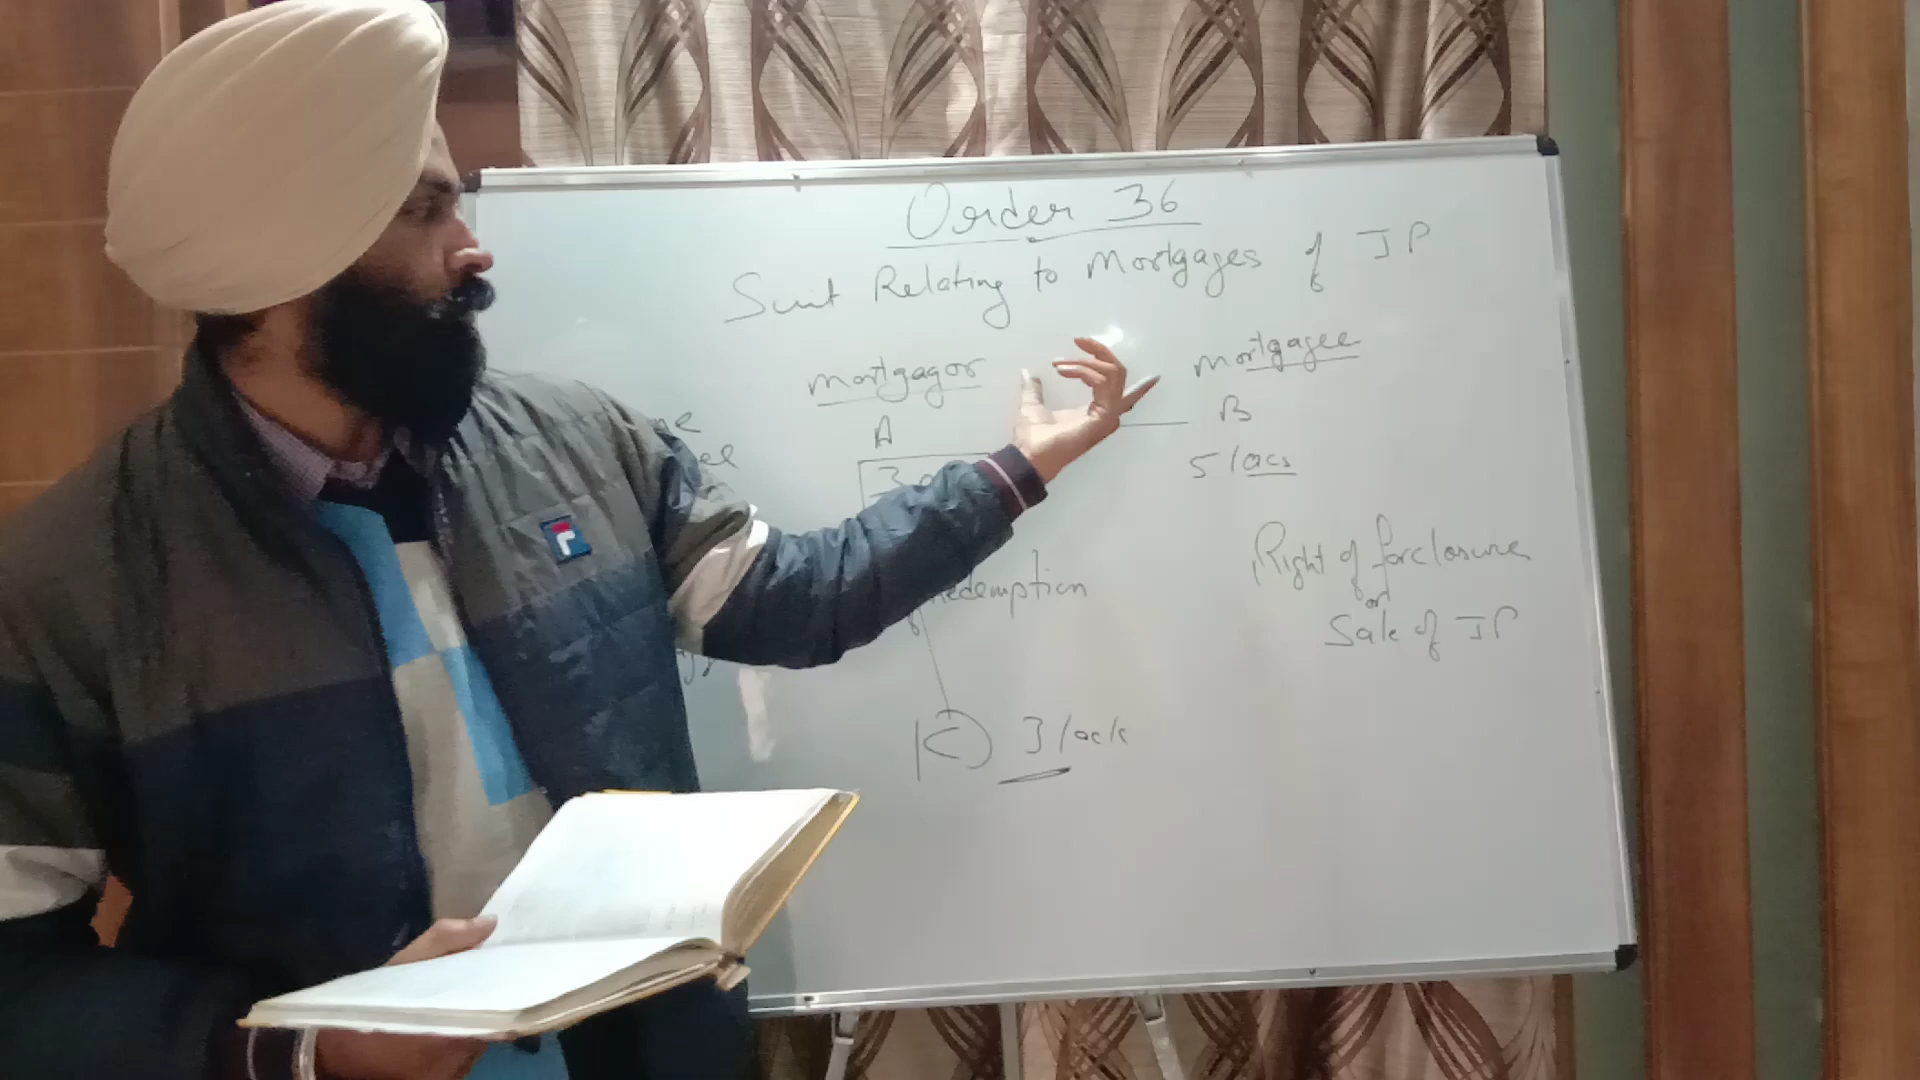 Order 36
Suit Relating to Mortgages of IP
Mortgagor
Mortgagee
A
B
5 lacs
redemption
Right of forclosure
or
Sale of IP
C 3 lack